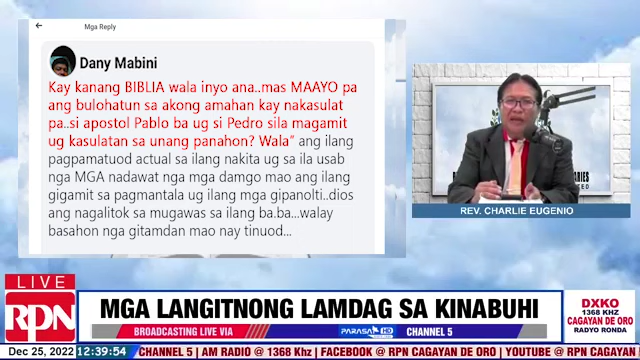 Mga Reply
Dany Mabini
Kay kanang BIBLIA wala inyo ana..mas MAAYO pa
ang bulohatun sa akong amahan kay nakasulat
pa..si apostol Pablo ba ug si Pedro sila magamit
ug kasulatan sa unang panahon? Wala” ang ilang
pagpamatuod actual sa ilang nakita ug sa ila usab
nga MGA nadawat nga mga damgo mao ang ilang
gigamit sa pagmantala ug ilang mga gipanolti..dios
ang nagalitok sa mugawas sa ilang ba.ba...walay
basahon nga gitamdan mao nay tinuod...
REV. CHARLIE EUGENIO
LIVE
RPN
MGA LANGITNONG LAMDAG SA KINABUHI
BROADCASTING LIVE VIA
PARASAT HD
CHANNEL 5
DXKO
1368 KHZ
CAGAYAN DE ORO
RADYO RONDA
Dec 25, 2022
12:39:54
CHANNEL 5 | AM RADIO @ 1368 Khz | FACEBOOK @ RPN CAGAYAN DE ORO | YOUTUBE @ RPN CAGAYAN